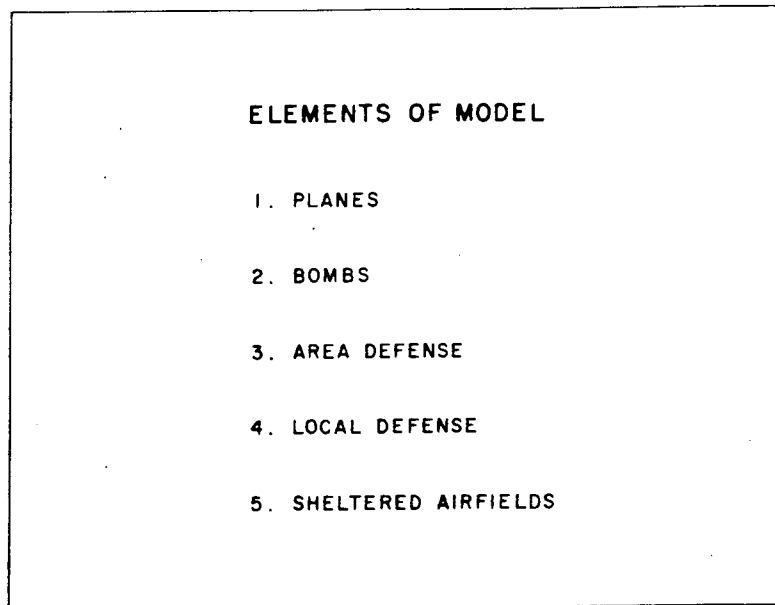 ELEMENTS OF MODEL
1. PLANES
2. BOMBS
3. AREA DEFENSE
4. LOCAL DEFENSE
5. SHELTERED AIRFIELDS